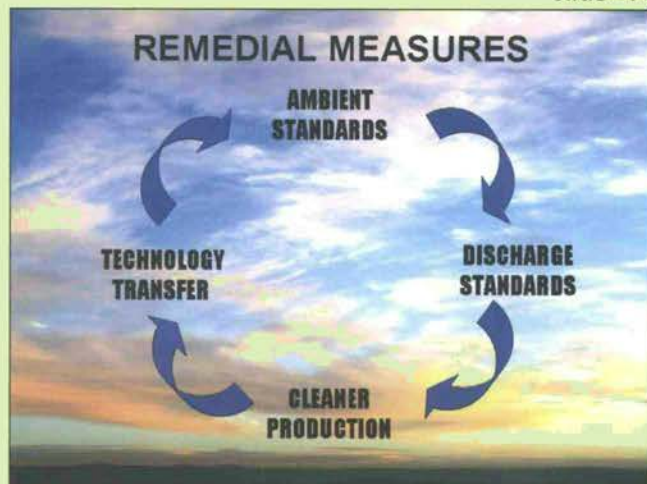 REMEDIAL MEASURES
AMBIENT
STANDARDS
DISCHARGE
STANDARDS
CLEANER
PRODUCTION
TECHNOLOGY
TRANSFER